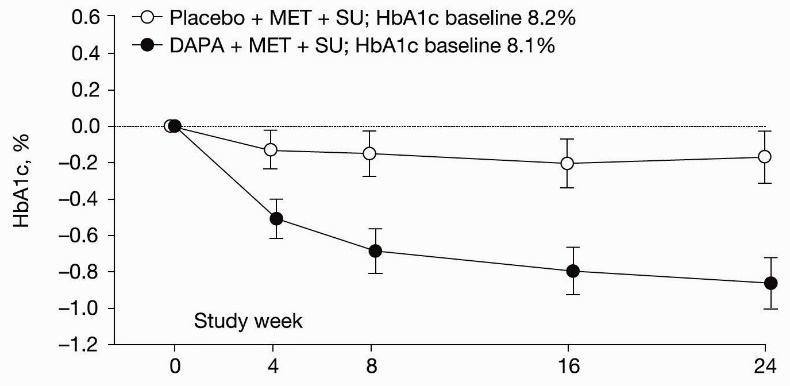 Placebo + MET + SU; HbA1c baseline 8.2%
DAPA + MET + SU; HbA1c baseline 8.1%
HbA1c, %
0.6
0.4
0.2
0.0
−0.2
−0.4
−0.6
−0.8
−1.0
−1.2
Study week
0 4 8 16 24